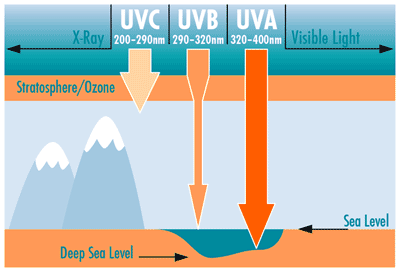 X-Ray
UVC
200-290nm
UVB
290-320nm
UVA
320-400nm
Visible Light
Stratosphere/Ozone
Sea Level
Deep Sea Level